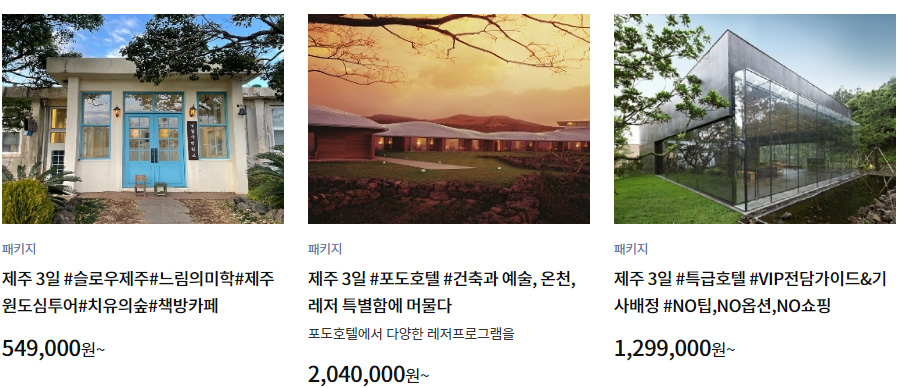 패키지
제주 3일 #슬로우제주#느림의미학#제주
원도심투어#치유의숲#책방카페
549,000원~
패키지
제주 3일 #포도호텔 #건축과 예술, 온천,
레저 특별함에 머물다
포도호텔에서 다양한 레저프로그램을
2,040,000원~
패키지
제주 3일 #특급호텔 #VIP전담가이드&기
사배정 #NO팁,NO옵션,NO쇼핑
1,299,000원~